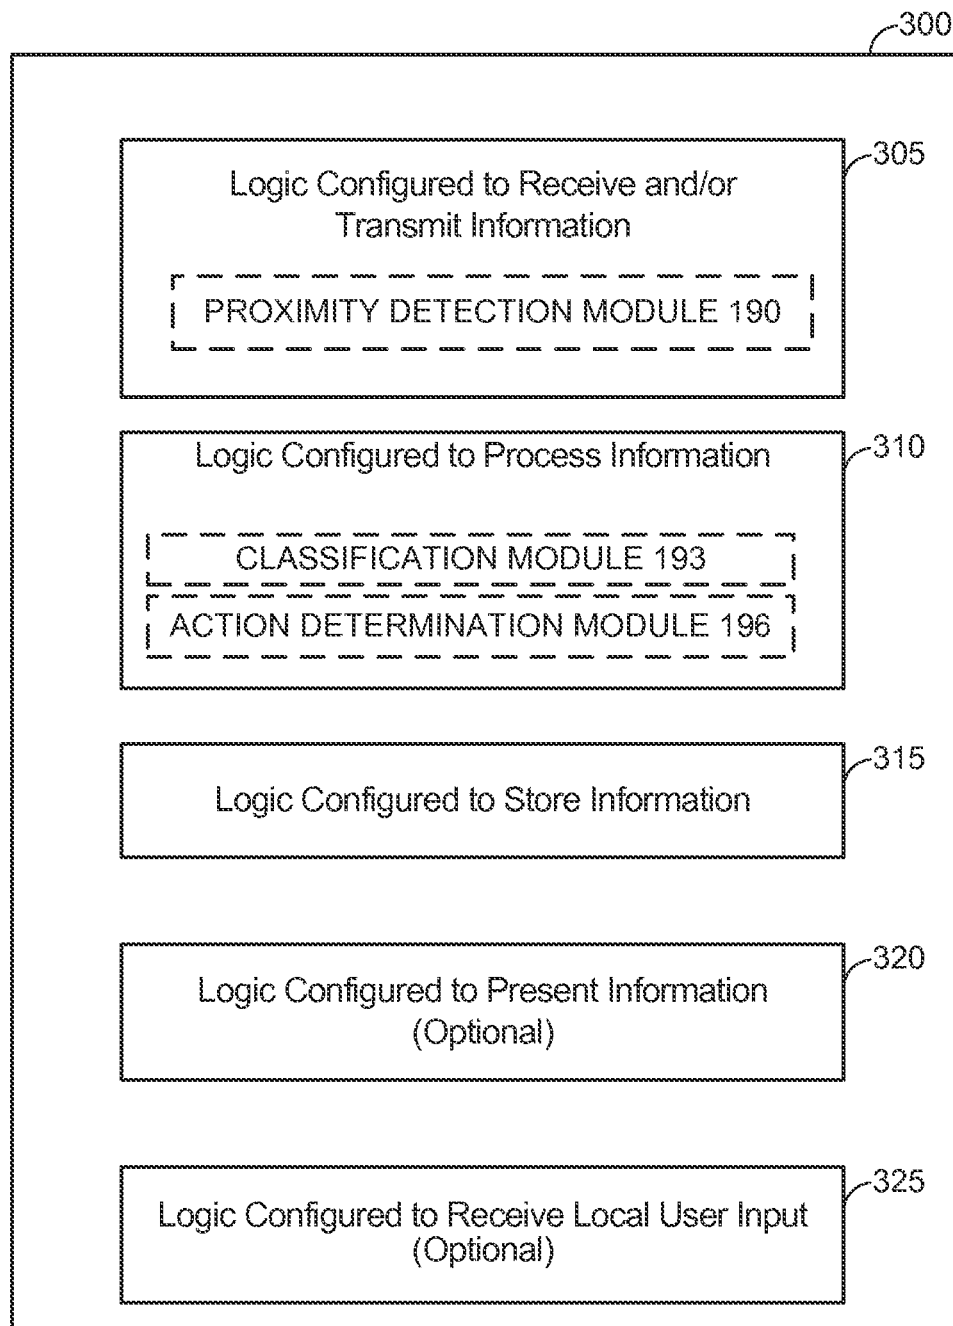 300
305
Logic Configured to Receive and/or
Transmit Information
PROXIMITY DETECTION MODULE 190
310
Logic Configured to Process Information
CLASSIFICATION MODULE 193
ACTION DETERMINATION MODULE 196
315
Logic Configured to Store Information
320
Logic Configured to Present Information
(Optional)
325
Logic Configured to Receive Local User Input
(Optional)